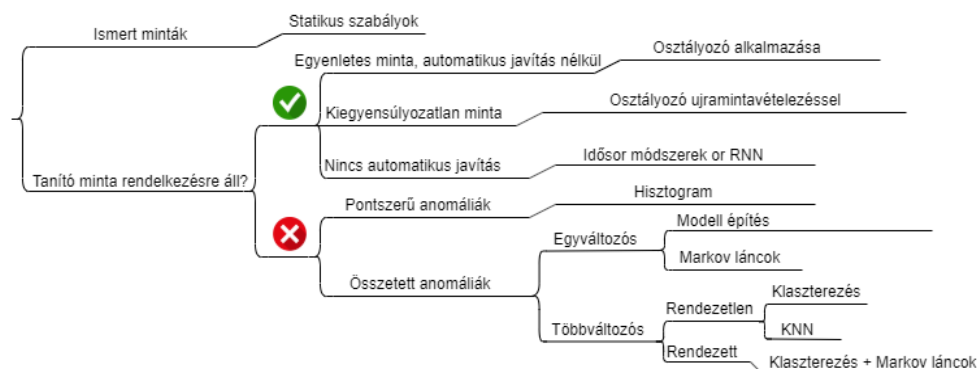 Ismert minták
Statikus szabályok
Tanító minta rendelkezésre áll?
Egyenletes minta, automatikus javítás nélkül
Osztályozó alkalmazása
Kiegyensúlyozatlan minta
Osztályozó ujramintavételezéssel
Nincs automatikus javítás
Idősor módszerek or RNN
Pontszerű anomáliák
Hisztogram
Összetett anomáliák
Egyváltozós
Modell építés
Markov láncok
Többváltozós
Rendezetlen
Klaszterezés
KNN
Rendezett
Klaszterezés + Markov láncok